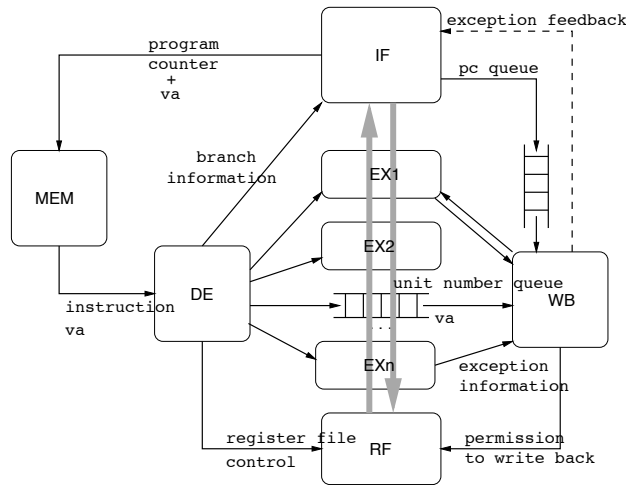 exception feedback
program
counter
+
va
IF
pc queue
branch
information
MEM
EX1
EX2
DE
unit number queue
WB
instruction
va
va
...
EXn
exception
information
register file
control
RF
permission
to write back